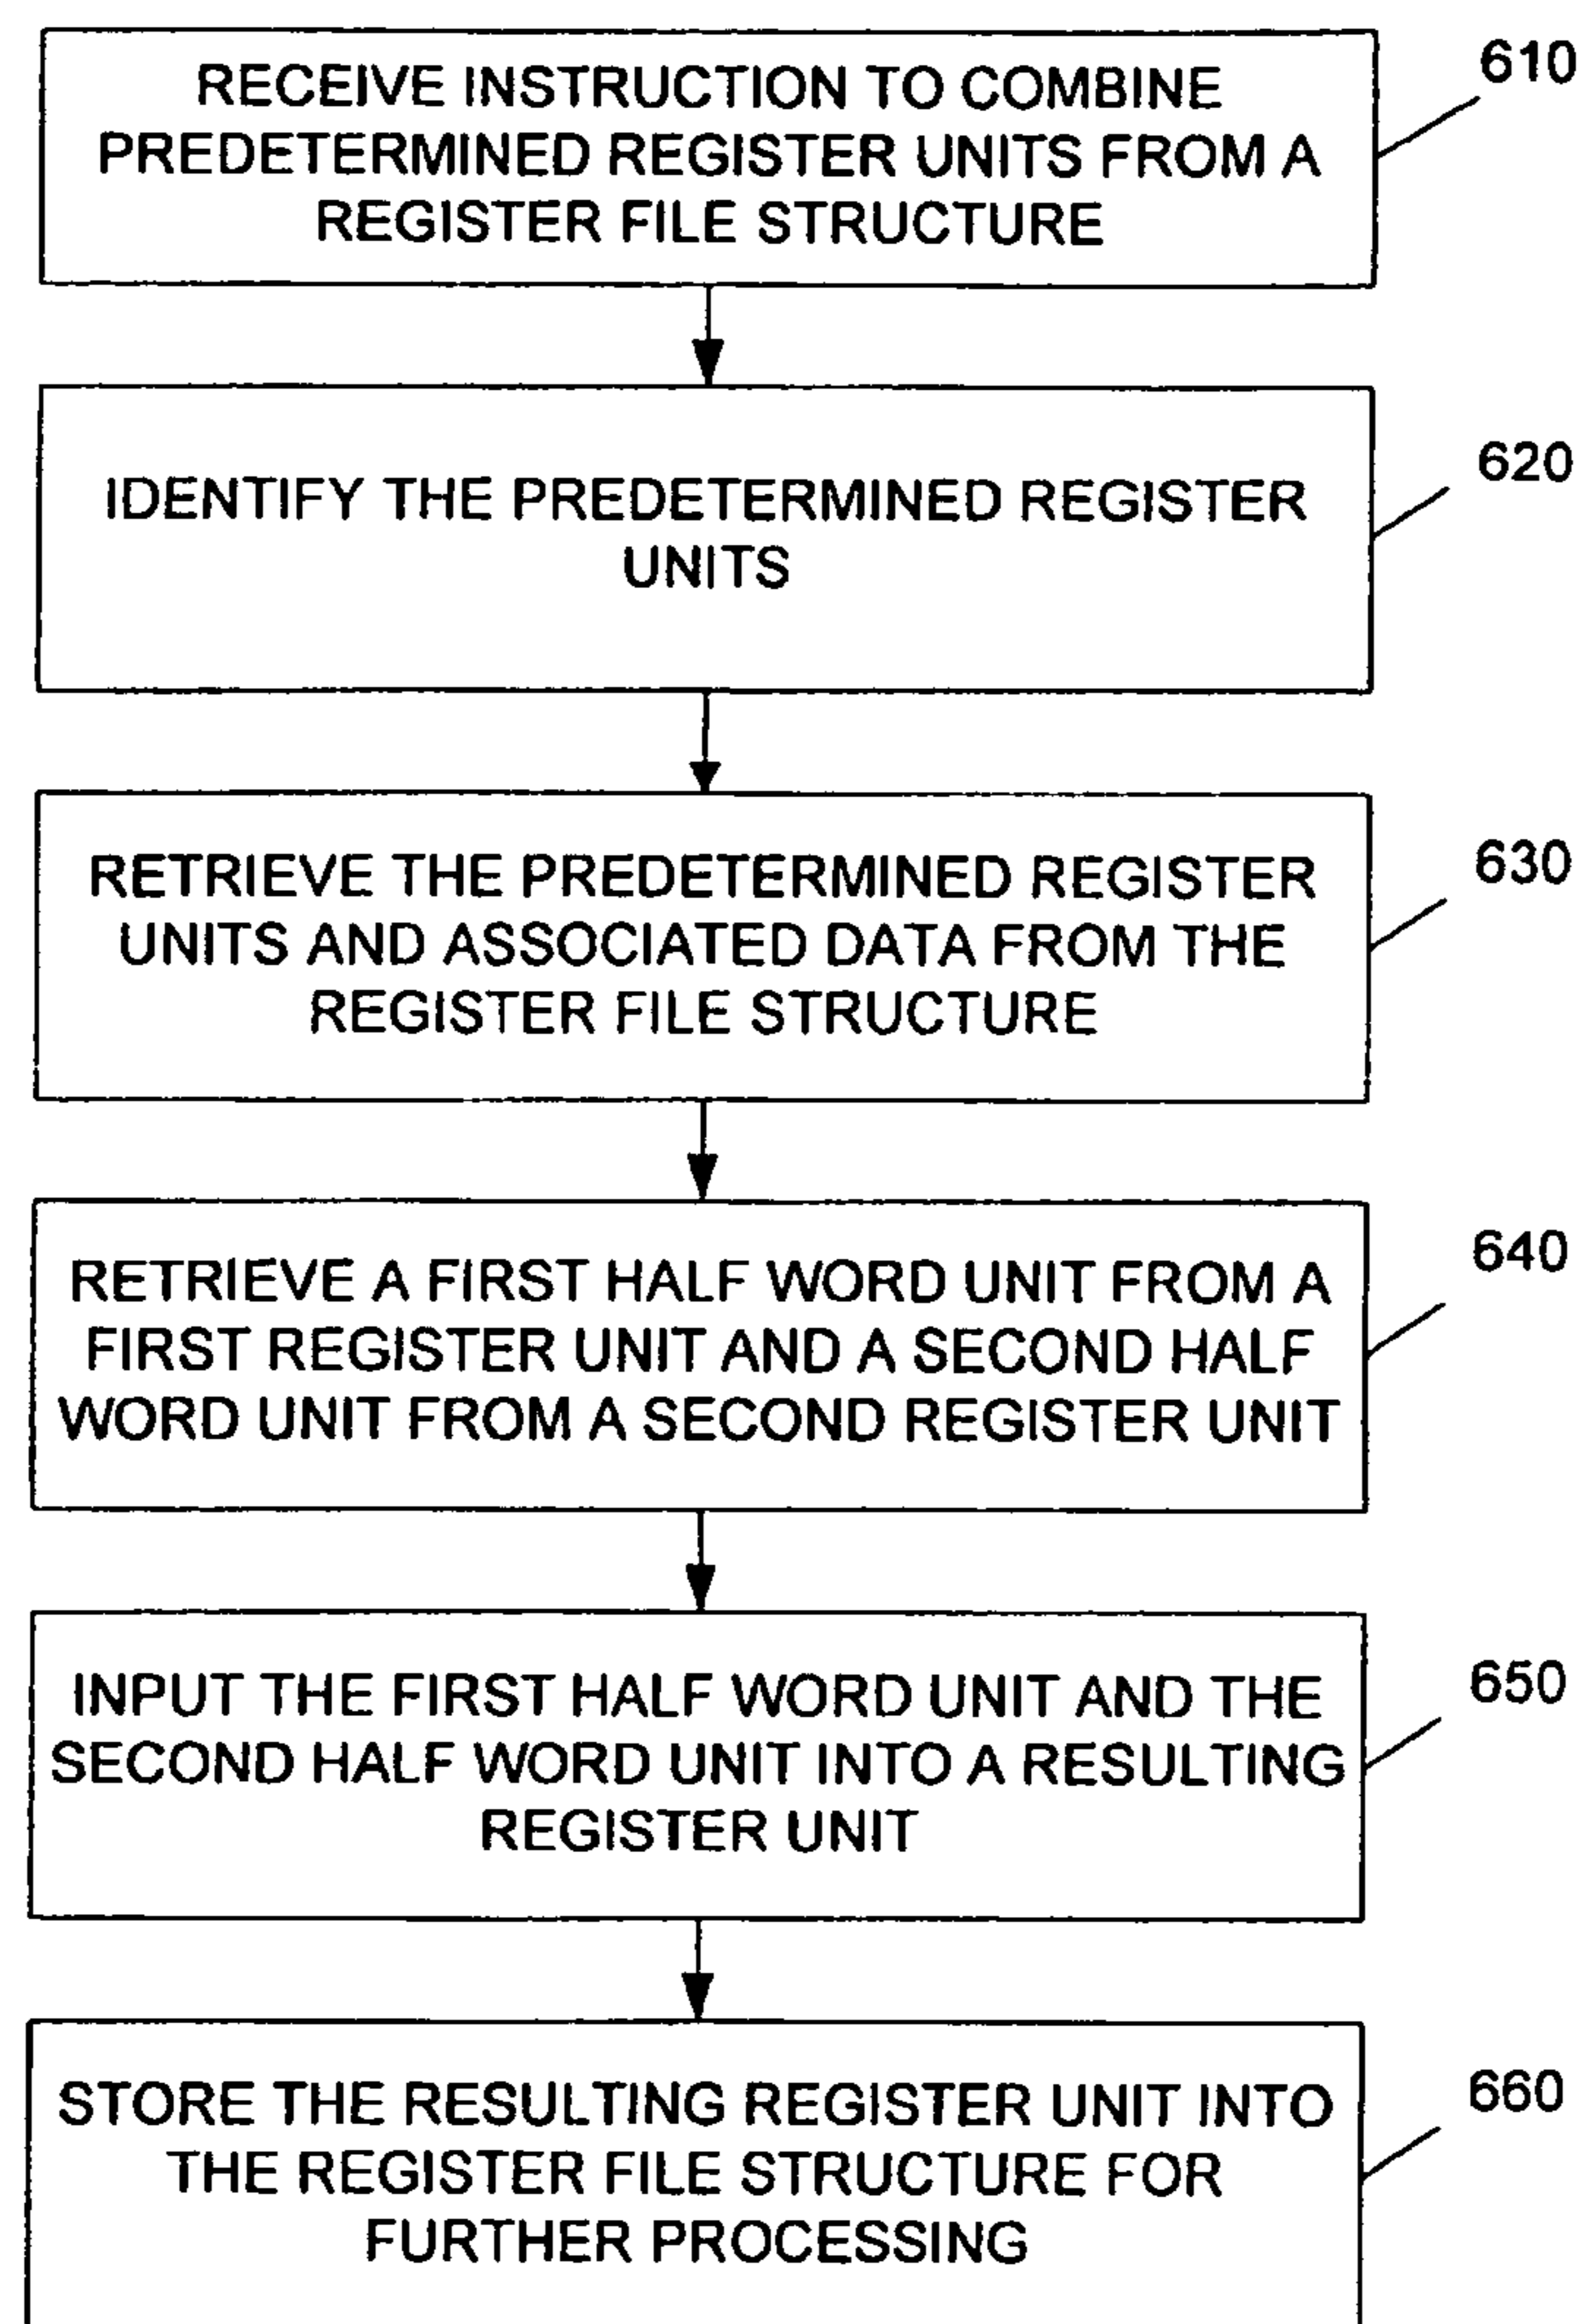 RECEIVE INSTRUCTION TO COMBINE
PREDETERMINED REGISTER UNITS FROM A
REGISTER FILE STRUCTURE
610
IDENTIFY THE PREDETERMINED REGISTER
UNITS
620
RETRIEVE THE PREDETERMINED REGISTER
UNITS AND ASSOCIATED DATA FROM THE
REGISTER FILE STRUCTURE
630
RETRIEVE A FIRST HALF WORD UNIT FROM A
FIRST REGISTER UNIT AND A SECOND HALF
WORD UNIT FROM A SECOND REGISTER UNIT
640
INPUT THE FIRST HALF WORD UNIT AND THE
SECOND HALF WORD UNIT INTO A RESULTING
REGISTER UNIT
650
STORE THE RESULTING REGISTER UNIT INTO
THE REGISTER FILE STRUCTURE FOR
FURTHER PROCESSING
660